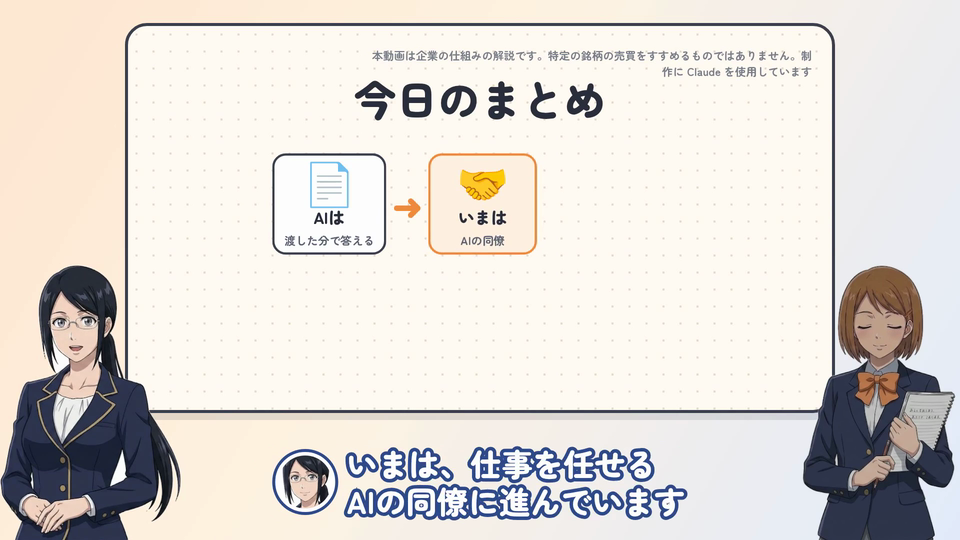 本動画は企業の仕組みの解説です。特定の銘柄の売買をすすめるものではありません。制
作に Claude を使用しています
今日のまとめ
AIは
渡した分で答える
いまは
AIの同僚
いまは、仕事を任せる
AIの同僚に進んでいます